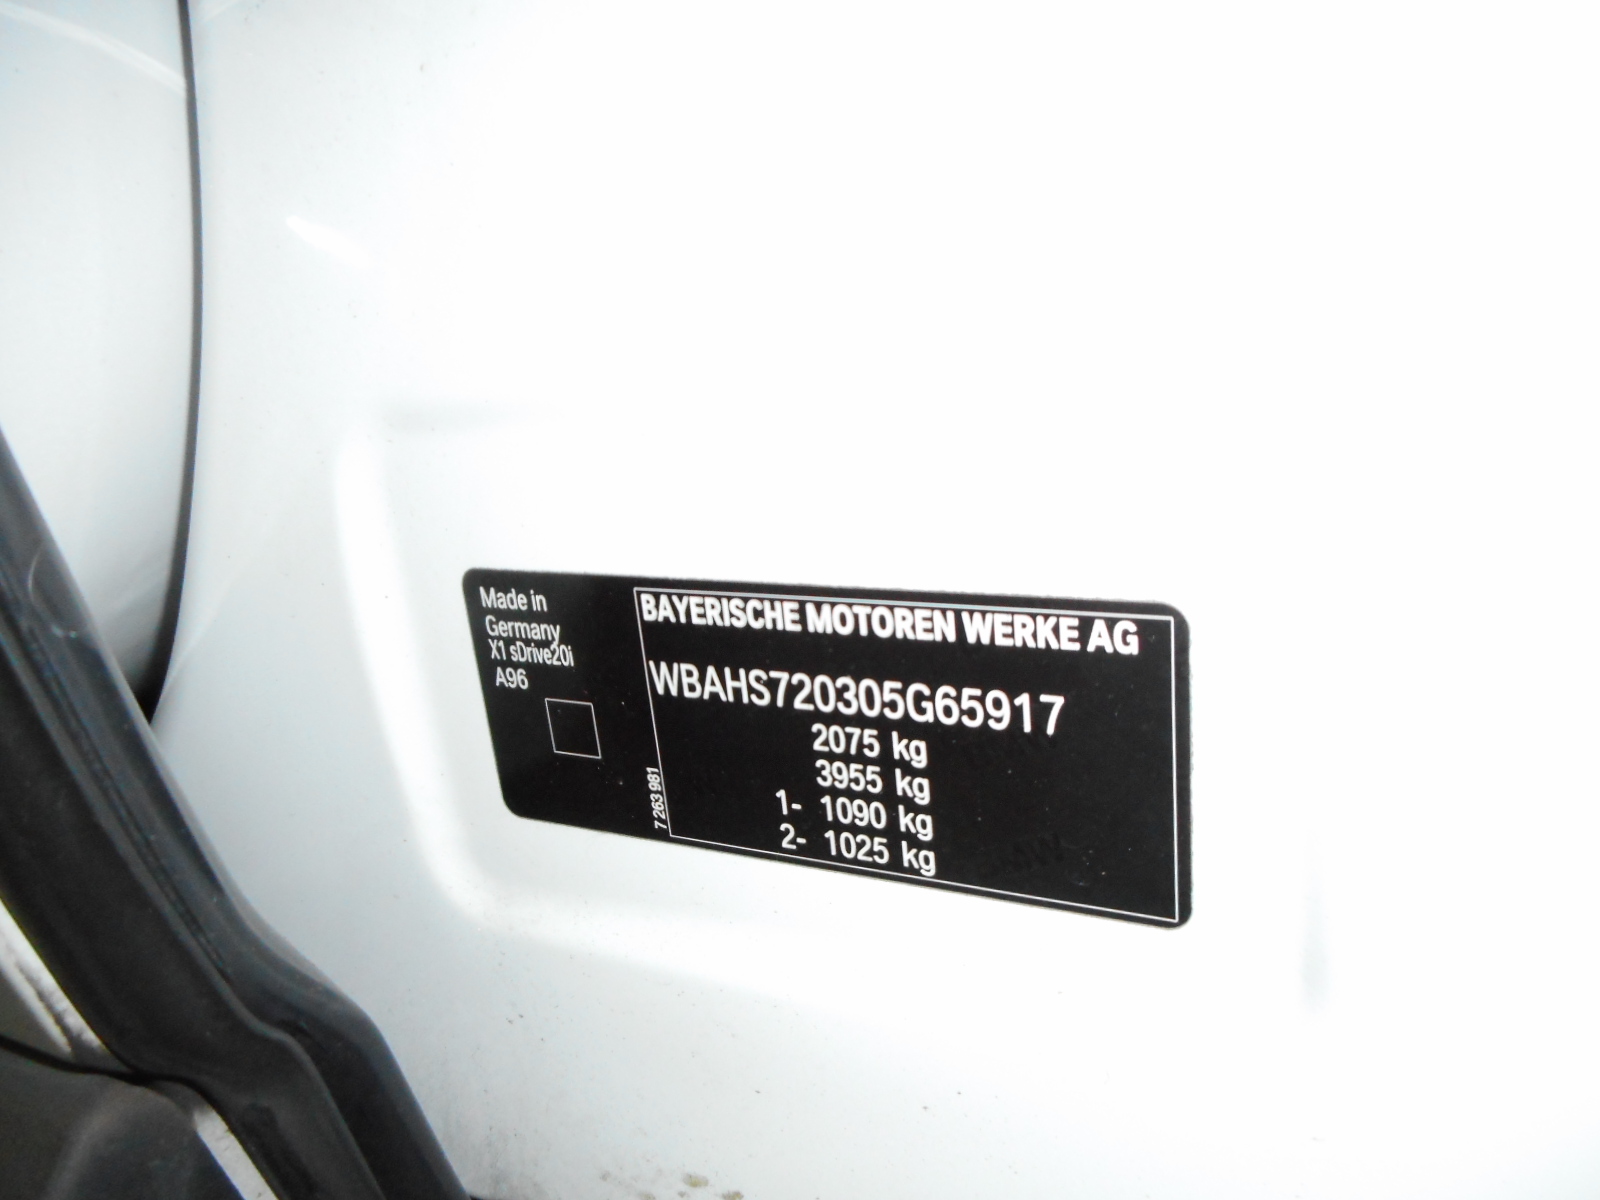 Made in
Germany
X1 sDrive20i
A96
7 263 981
BAYERISCHE MOTOREN WERKE AG
WBAHS720305G65917
2075 kg
3955 kg
1- 1090 kg
2- 1025 kg